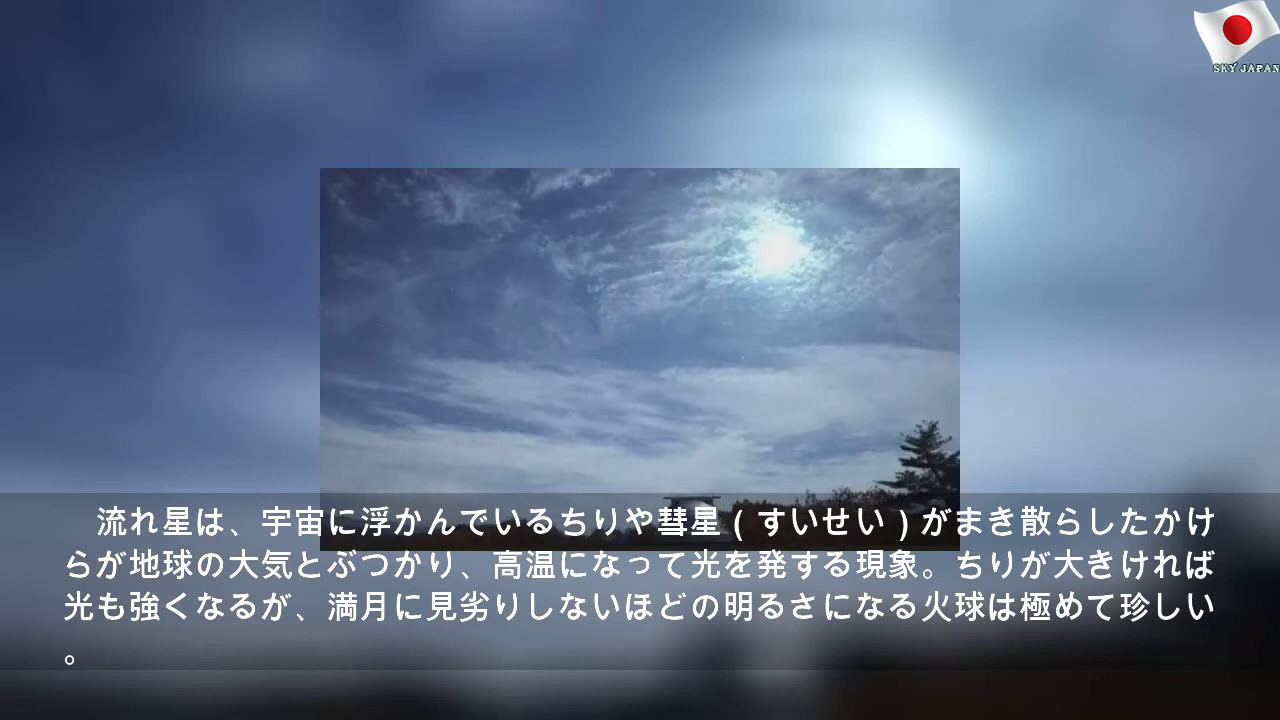 SKY JAPAN
流れ星は、宇宙に浮かんでいるちりや彗星(すいせい)がまき散らしたかけ
らが地球の大気とぶつかり、高温になって光を発する現象。ちりが大きければ
光も強くなるが、満月に見劣りしないほどの明るさになる火球は極めて珍しい
。